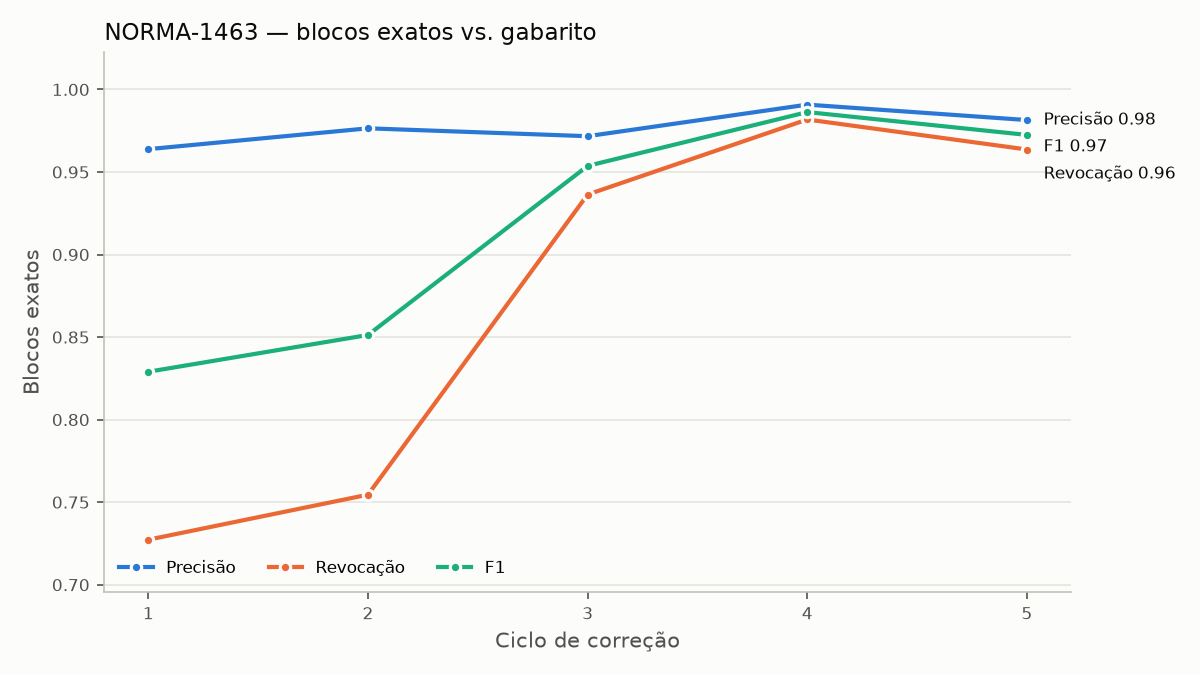 NORMA-1463 — blocos exatos vs. gabarito
1.00
0.95
0.90
0.85
0.80
0.75
0.70
Blocos exatos
Precisão 0.98
F1 0.97
Revocação 0.96
Precisão
Revocação
F1
1
2
3
4
5
Ciclo de correção